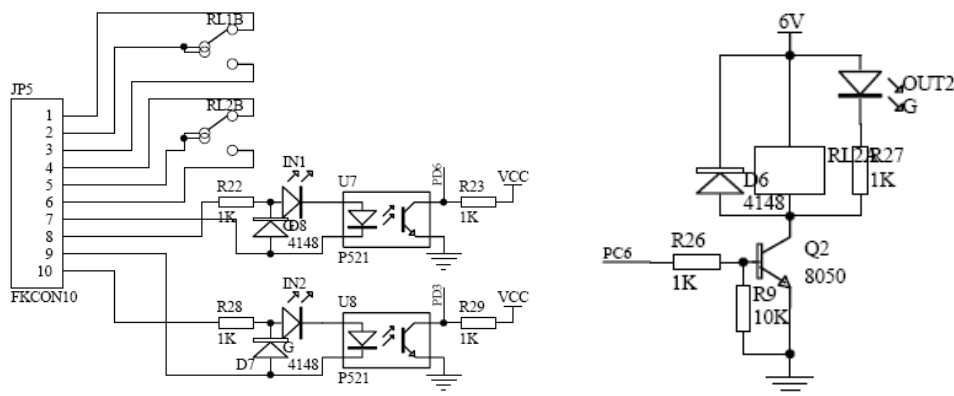 RL1B
JP5
1
2
3
4
5
6
7
8
9
10
FKCON10
RL2B
IN1
R22
1K
G
D8
4148
U7
P521
PD6
R23
1K
VCC
IN2
R28
1K
G
D7
4148
U8
P521
PD3
R29
1K
VCC
6V
OUT2
G
RL2A
R27
1K
D6
4148
PC6
R26
1K
Q2
8050
R9
10K